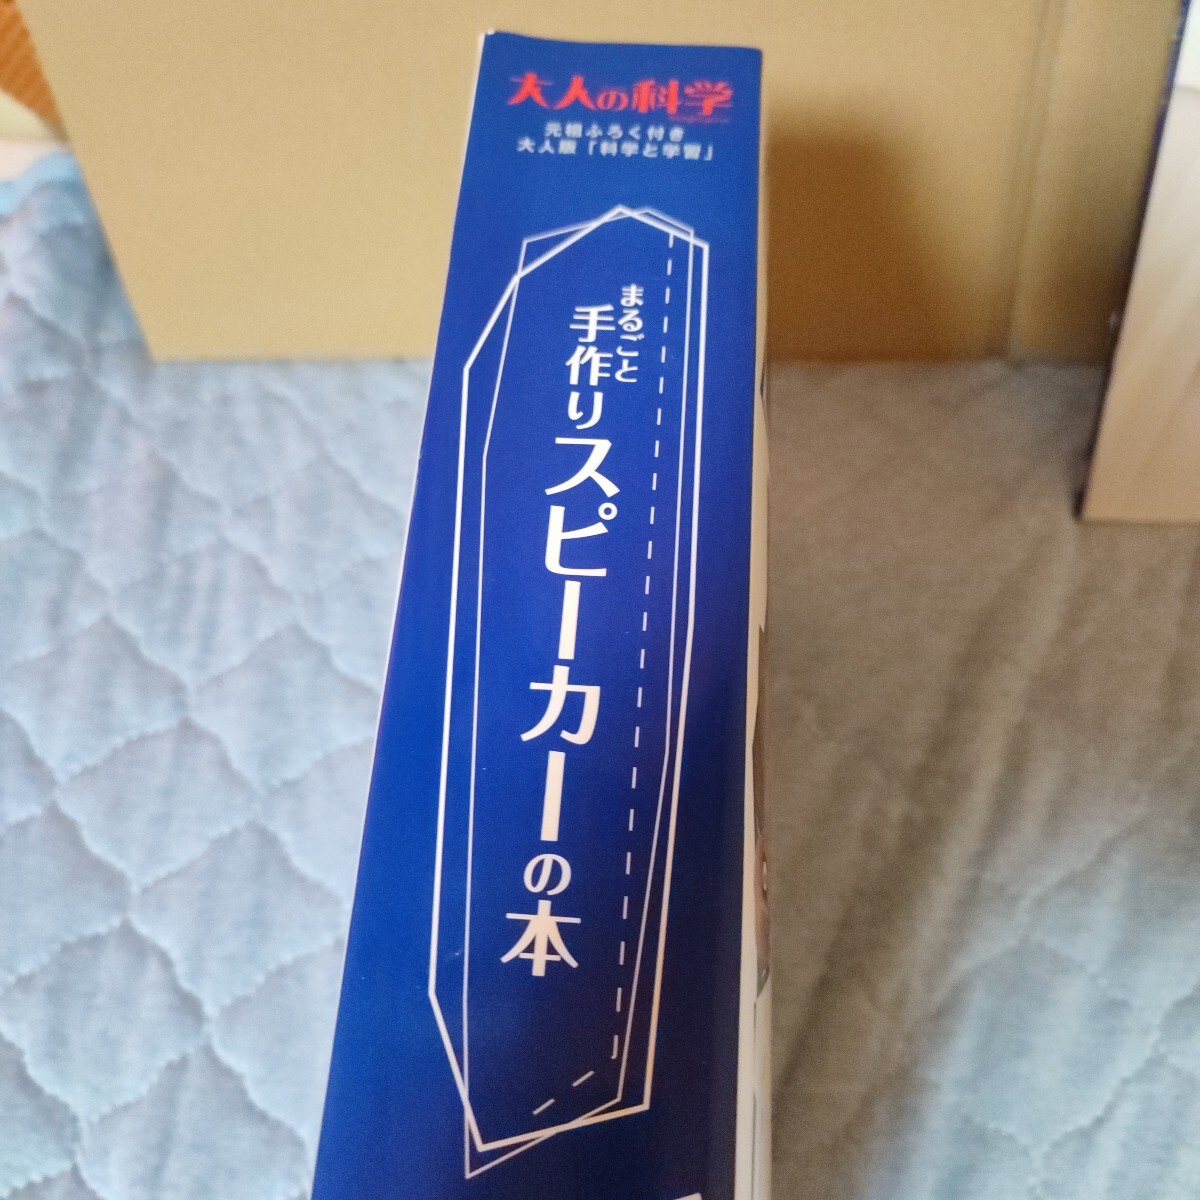 大人の科学
元祖ふろく付き
大人版「科学と学習」
まるごと
手作りスピーカーの本